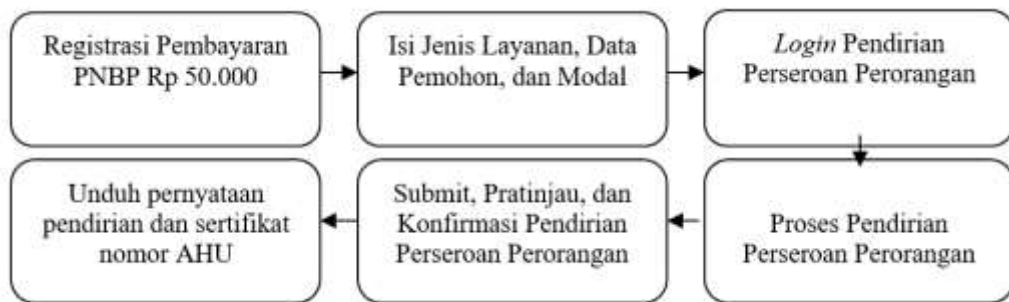 Registrasi Pembayaran
PNBP Rp 50.000
Isi Jenis Layanan, Data
Pemohon, dan Modal
Login Pendirian
Perseroan Perorangan
Proses Pendirian
Perseroan Perorangan
Submit, Pratinjau, dan
Konfirmasi Pendirian
Perseroan Perorangan
Unduh pernyataan
pendirian dan sertifikat
nomor AHU